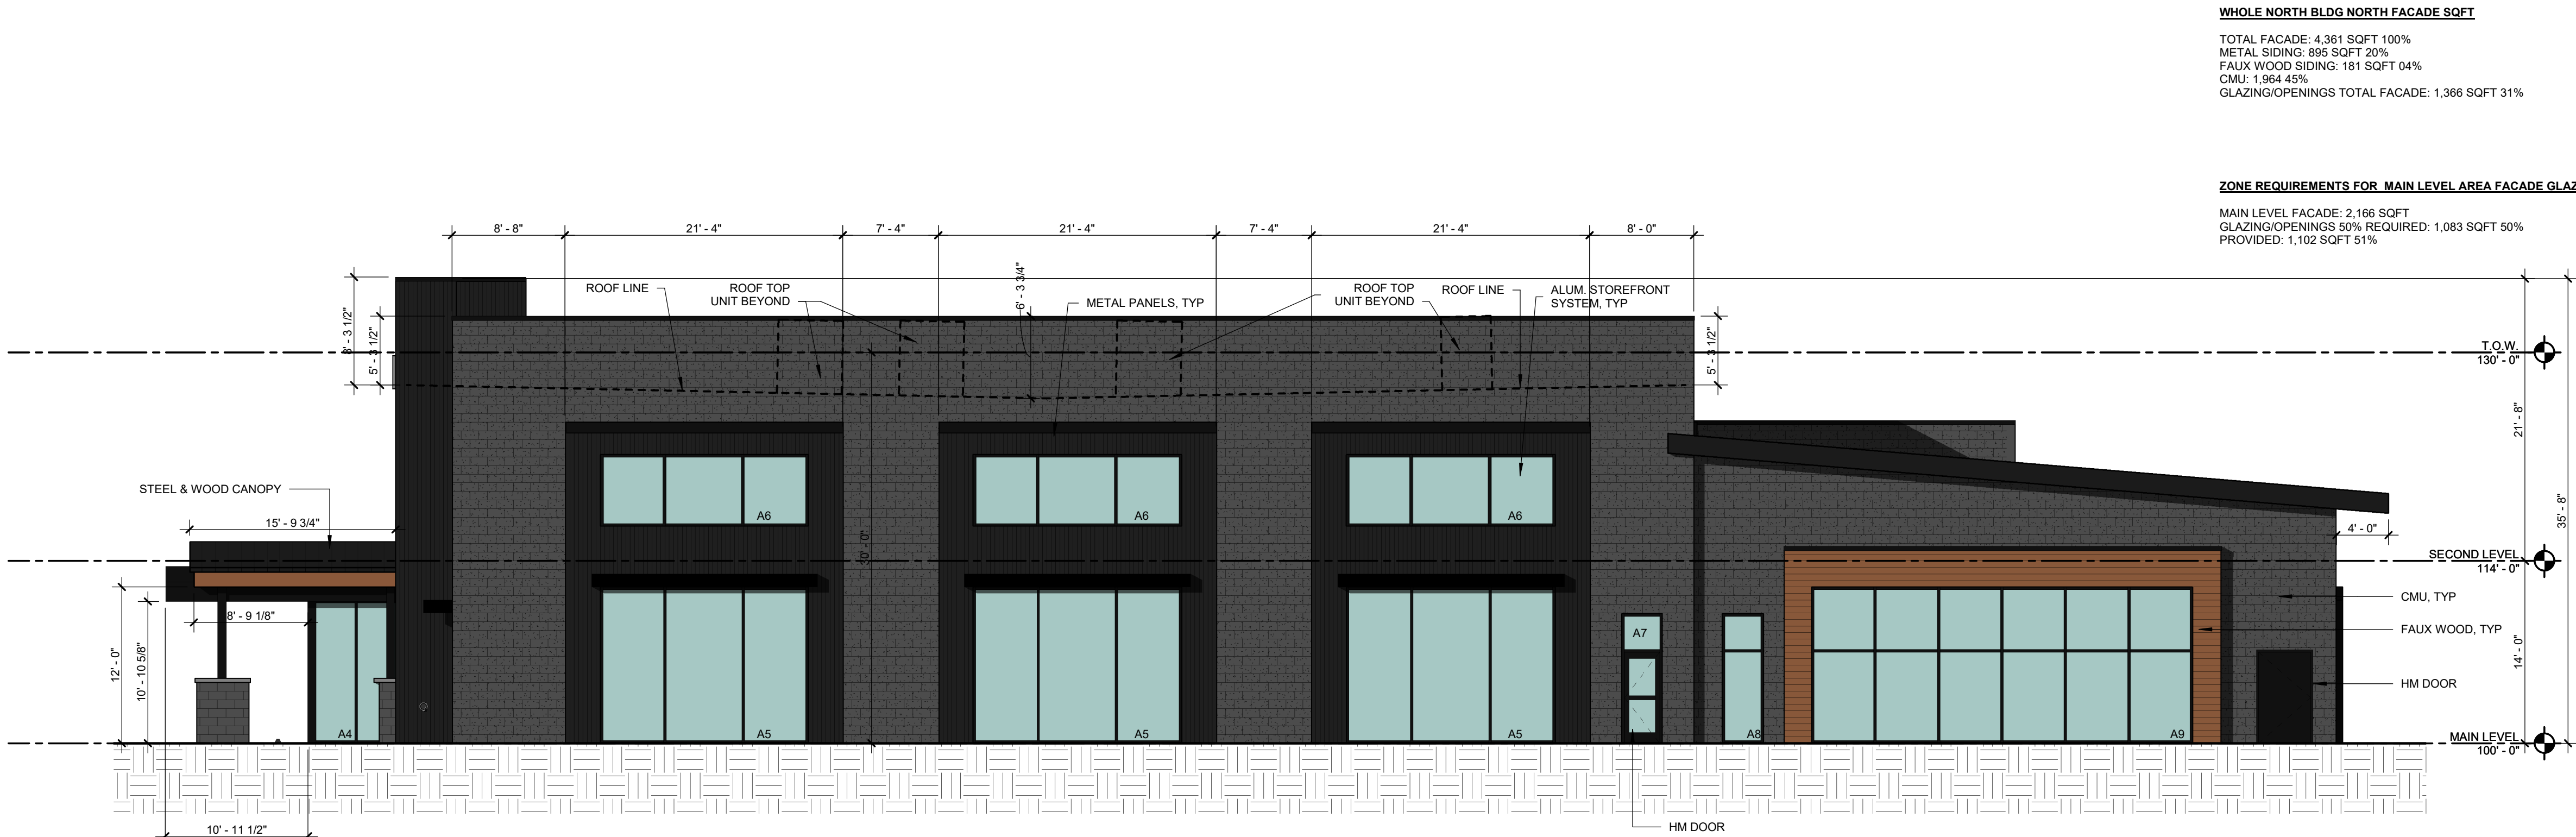 WHOLE NORTH BLDG NORTH FACADE SQFT
TOTAL FACADE: 4,361 SQFT 100%
METAL SIDING: 895 SQFT 20%
FAUX WOOD SIDING: 181 SQFT 04%
CMU: 1,964 45%
GLAZING/OPENINGS TOTAL FACADE: 1,366 SQFT 31%
ZONE REQUIREMENTS FOR MAIN LEVEL AREA FACADE GLAZ
MAIN LEVEL FACADE: 2,166 SQFT
GLAZING/OPENINGS 50% REQUIRED: 1,083 SQFT 50%
PROVIDED: 1,102 SQFT 51%
8' - 8"
21' - 4"
7' - 4"
21' - 4"
7' - 4"
21' - 4"
8' - 0"
8' - 3 1/2"
5' - 3 1/2"
ROOF LINE
ROOF TOP
UNIT BEYOND
6' - 3 3/4"
METAL PANELS, TYP
ROOF TOP
UNIT BEYOND
ROOF LINE
ALUM. STOREFRONT
SYSTEM, TYP
5' - 3 1/2"
T.O.W.
130' - 0"
21' - 8"
35' - 8"
STEEL & WOOD CANOPY
15' - 9 3/4"
A6
A6
A6
30' - 0"
4' - 0"
SECOND LEVEL
114' - 0"
12' - 0"
10' - 10 5/8"
8' - 9 1/8"
A7
CMU, TYP
FAUX WOOD, TYP
14' - 0"
HM DOOR
A4
A5
A5
A5
A8
A9
MAIN LEVEL
100' - 0"
10' - 11 1/2"
HM DOOR